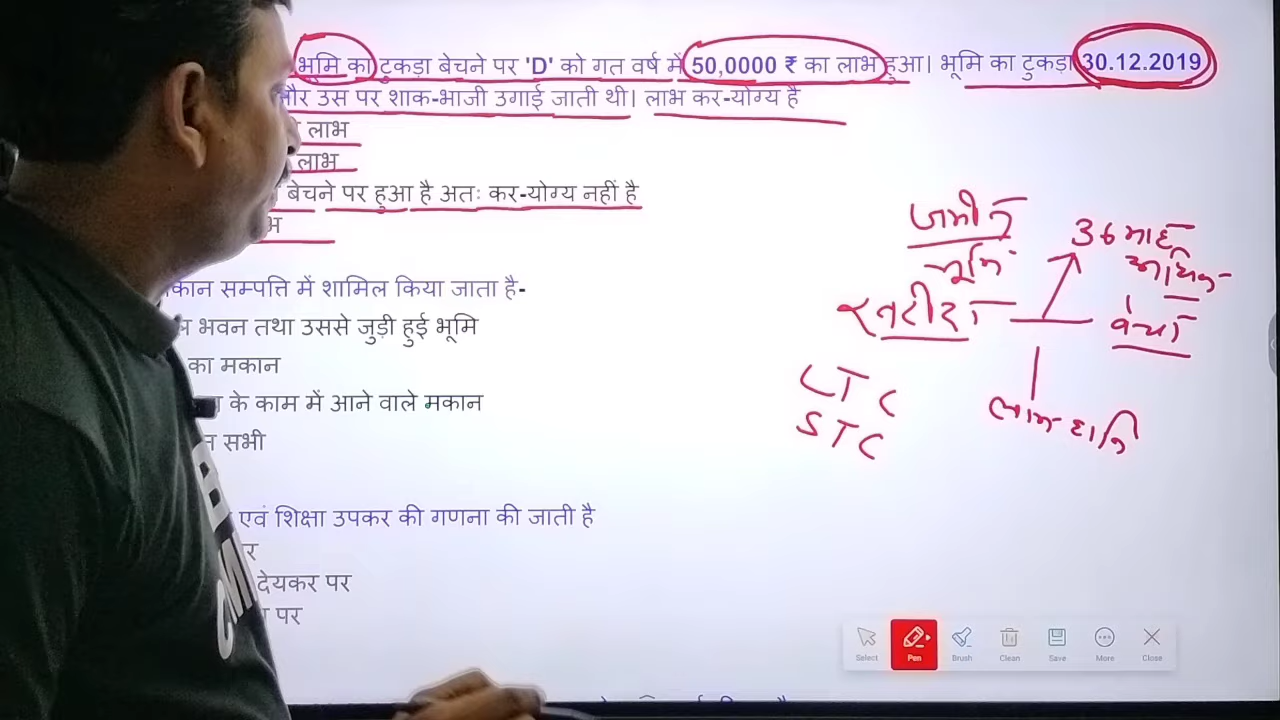 भूमि का टुकड़ा बेचने पर 'D' को गत वर्ष में 50,0000 ₹ का लाभ हुआ। भूमि का टुकड़ा 30.12.2019
और उस पर शाक-भाजी उगाई जाती थी। लाभ कर-योग्य है
लाभ
लाभ
बेचने पर हुआ है अतः कर-योग्य नहीं है
मकान सम्पत्ति में शामिल किया जाता है-
भवन तथा उससे जुड़ी हुई भूमि
का मकान
के काम में आने वाले मकान
सभी
एवं शिक्षा उपकर की गणना की जाती है
देयकर पर
पर
जमीन
भूमि
36 माह
अधिक
खरीदा
बेचा
लाभ हानि
LTC
STC
Select Pen Brush Clean Save More Close